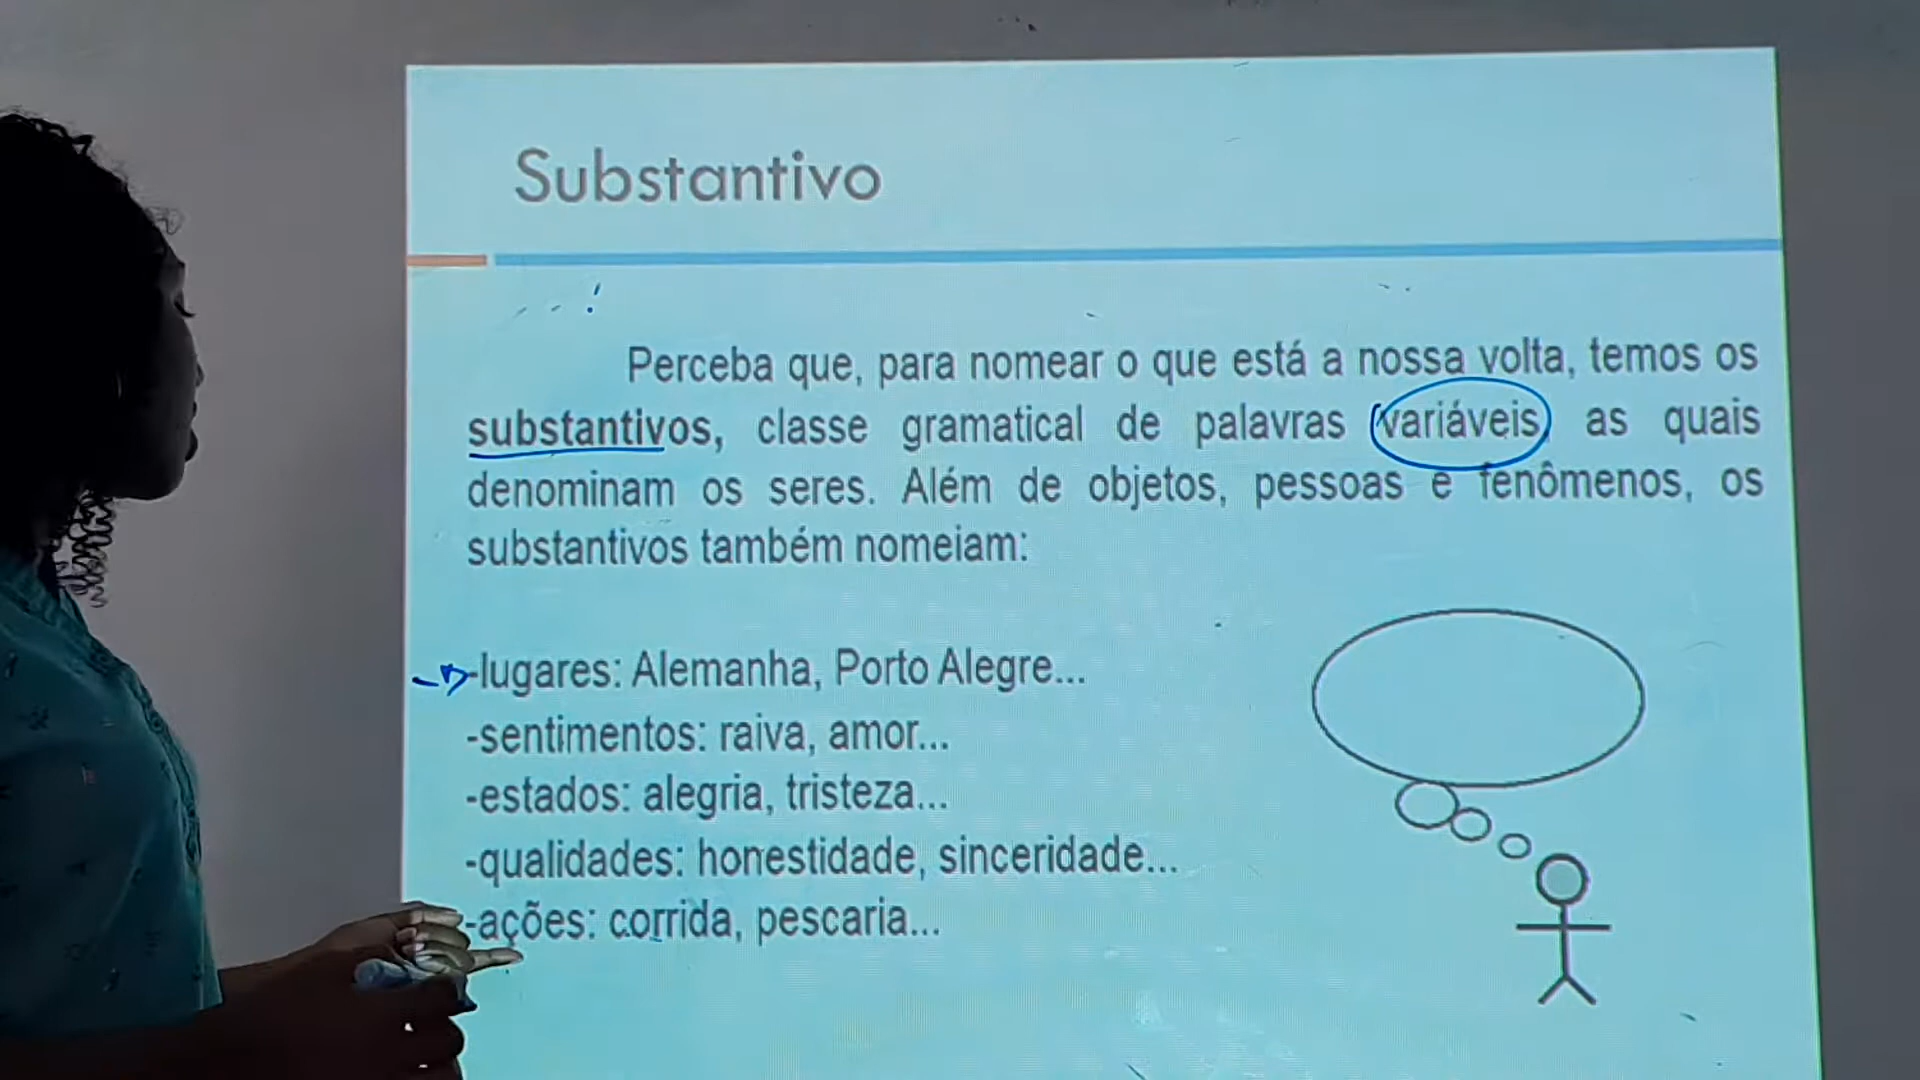 Substantivo
Perceba que, para nomear o que está a nossa volta, temos os
substantivos, classe gramatical de palavras variáveis, as quais
denominam os seres. Além de objetos, pessoas e fenômenos, os
substantivos também nomeiam:
-lugares: Alemanha, Porto Alegre...
-sentimentos: raiva, amor...
-estados: alegria, tristeza...
-qualidades: honestidade, sinceridade...
-ações: corrida, pescaria...